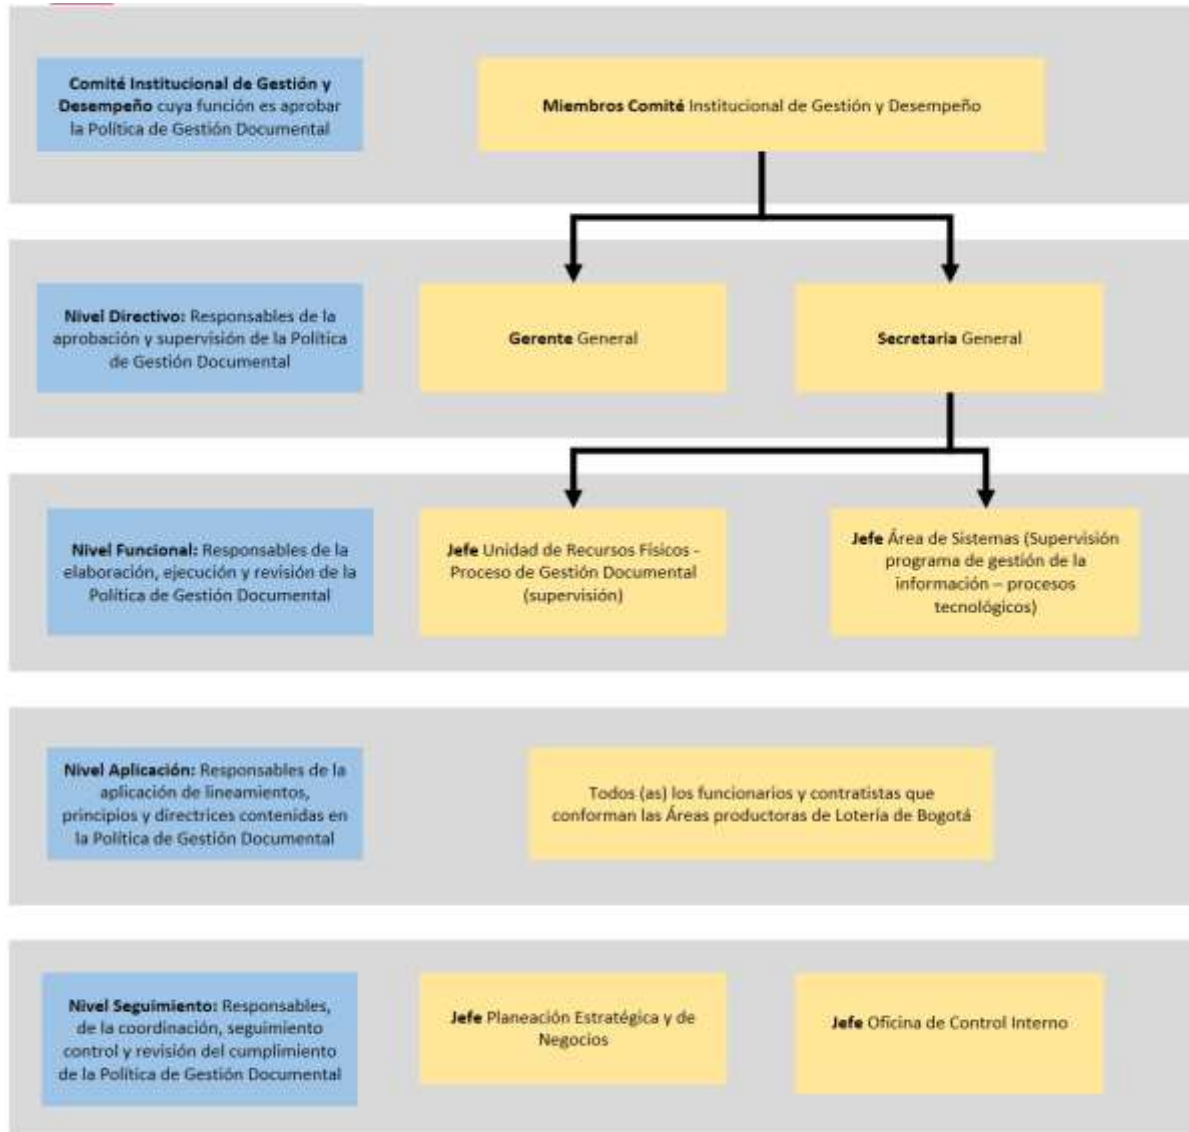 Comité Institucional de Gestión y
Desempeño cuya función es aprobar
la Política de Gestión Documental
Miembros Comité Institucional de Gestión y Desempeño
Nivel Directivo: Responsables de la
aprobación y supervisión de la Política
de Gestión Documental
Gerente General
Secretaria General
Nivel Funcional: Responsables de la
elaboración, ejecución y revisión de la
Política de Gestión Documental
Jefe Unidad de Recursos Físicos -
Proceso de Gestión Documental
(supervisión)
Jefe Área de Sistemas (Supervisión
programa de gestión de la
información – procesos
tecnológicos)
Nivel Aplicación: Responsables de la
aplicación de lineamientos,
principios y directrices contenidas en
la Política de Gestión Documental
Todos (as) los funcionarios y contratistas que
conforman las Áreas productoras de Lotería de Bogotá
Nivel Seguimiento: Responsables,
de la coordinación, seguimiento
control y revisión del cumplimiento
de la Política de Gestión Documental
Jefe Planeación Estratégica y de
Negocios
Jefe Oficina de Control Interno